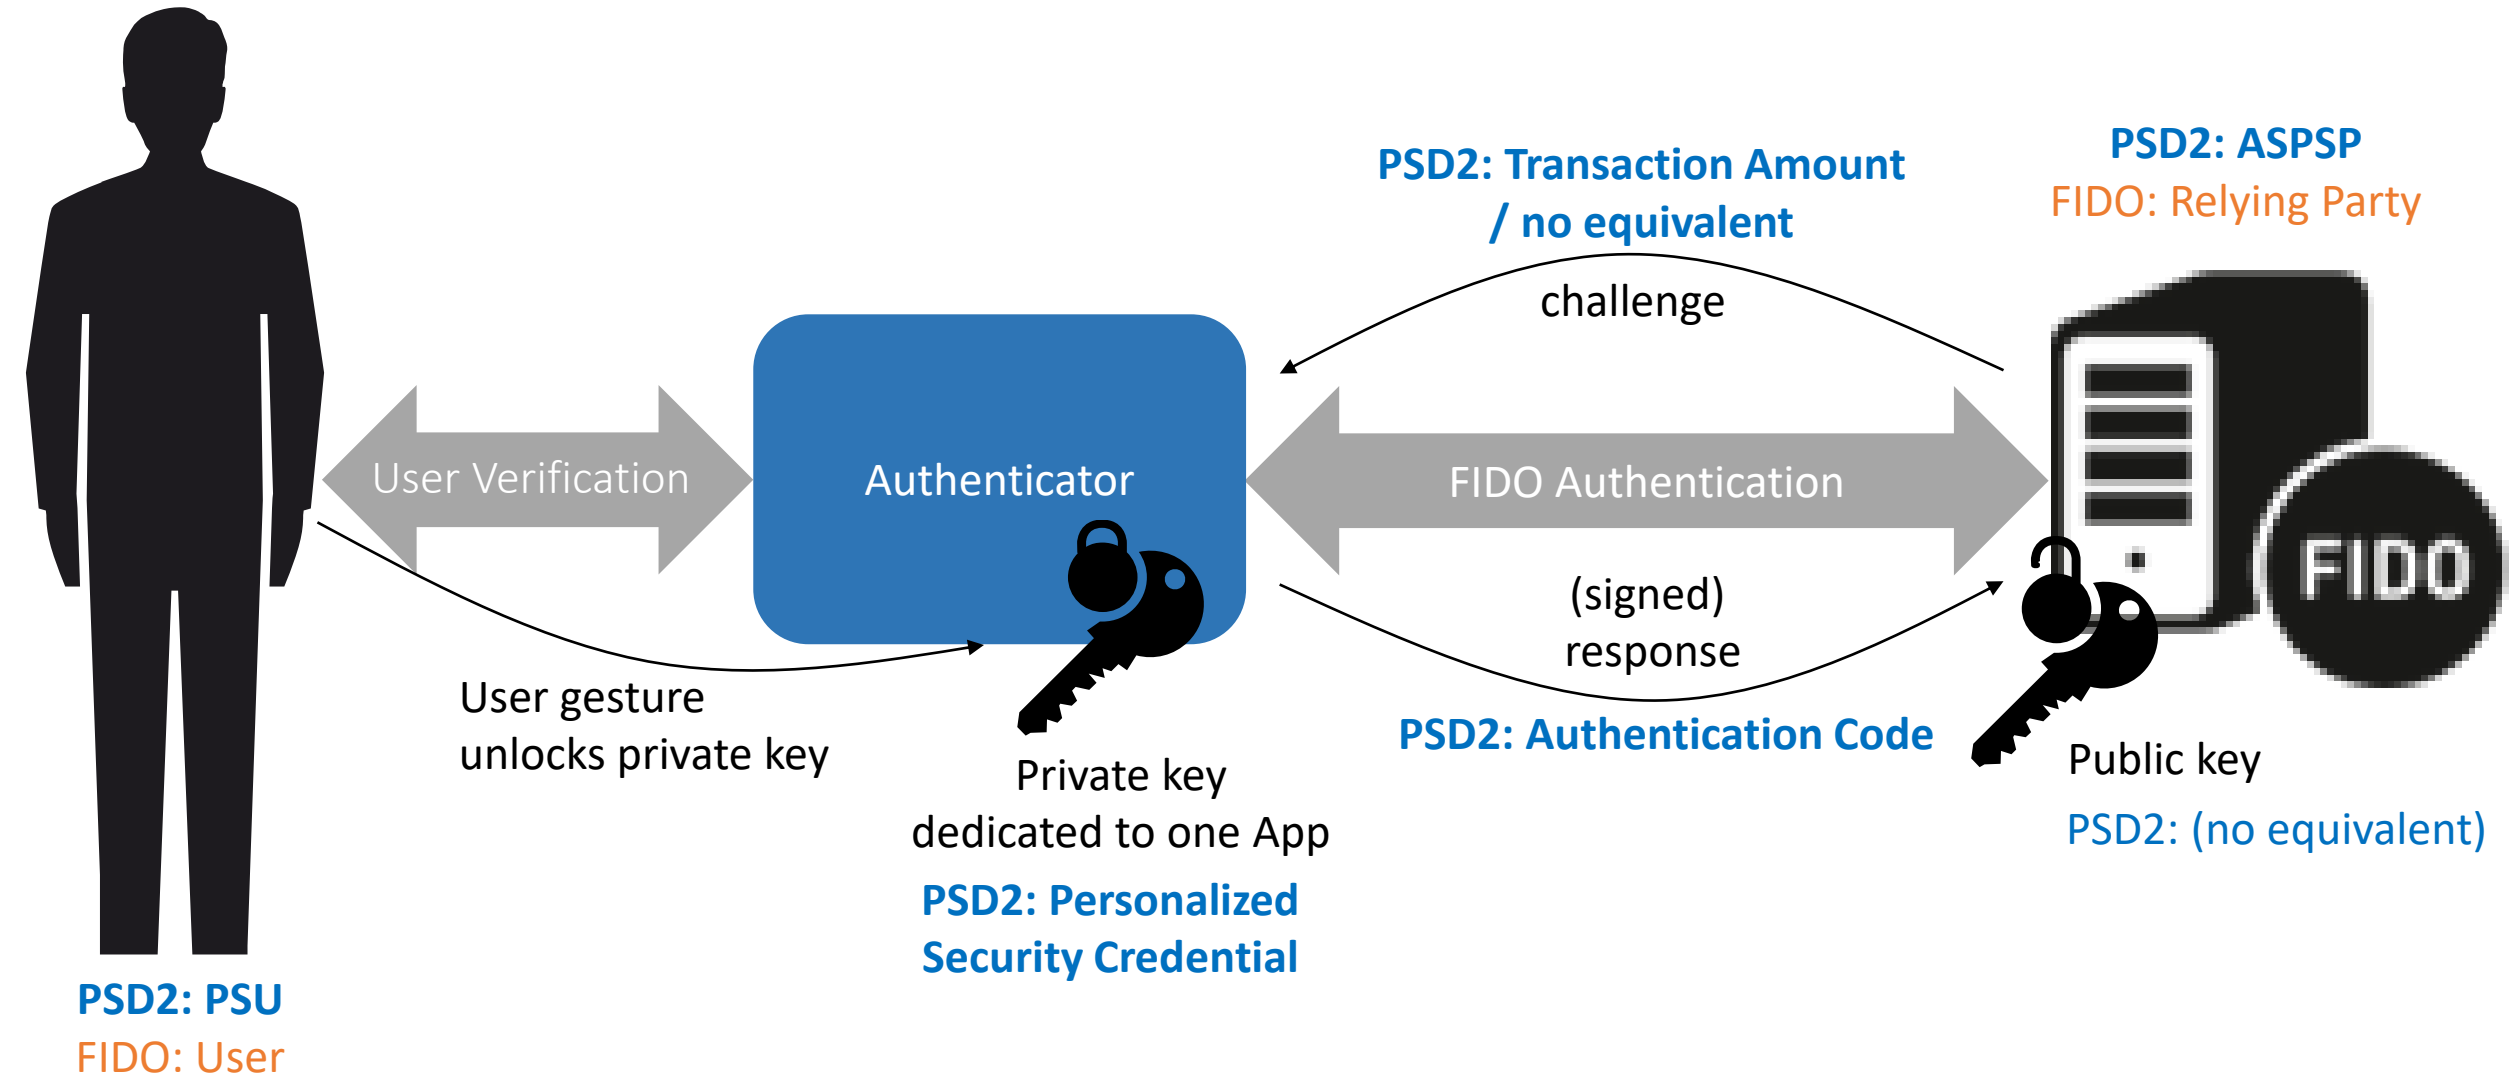 PSD2: Transaction Amount
/ no equivalent
challenge
PSD2: ASPSP
FIDO: Relying Party
User Verification
Authenticator
FIDO Authentication
FIDO
(signed)
response
PSD2: Authentication Code
User gesture
unlocks private key
Private key
dedicated to one App
PSD2: Personalized
Security Credential
Public key
PSD2: (no equivalent)
PSD2: PSU
FIDO: User